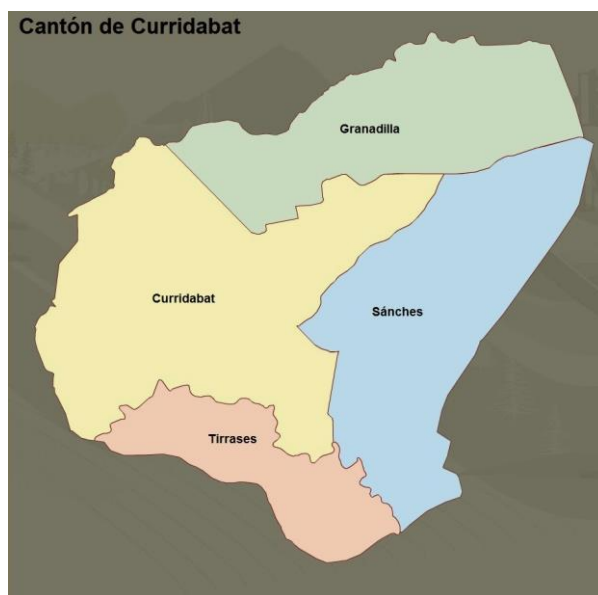 Cantón de Curridabat
Granadilla
Curridabat
Sánches
Tirrases